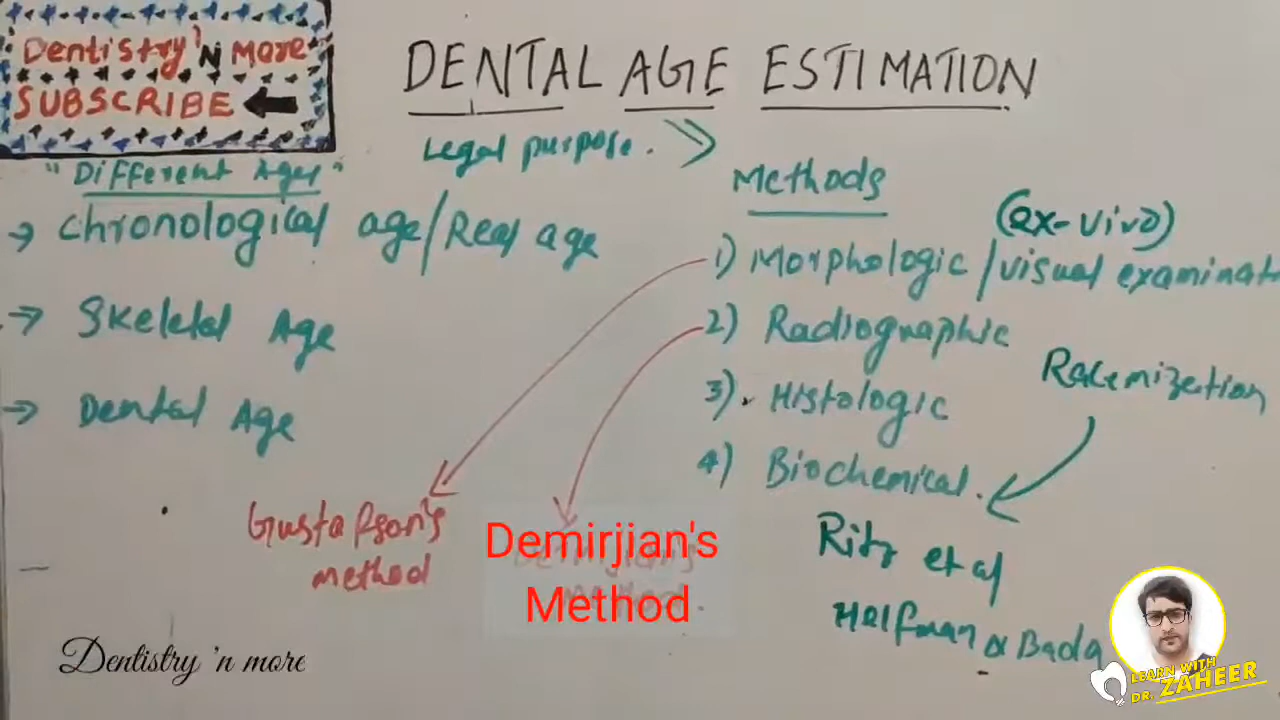 Dentistry 'N More
SUBSCRIBE
DENTAL AGE ESTIMATION
Legal purpose.
"Different Ages"
→ Chronological age/Real age
→ Skeletal Age
→ Dental Age
Methods
(ex-vivo)
1) Morphologic/visual examinat
2) Radiographic
3) Histologic
4) Biochemical.
Racemization
Gustafson's
method
Demirjian's
Method
Ritz et al
Helfman & Bada
Dentistry 'n more
LEARN WITH
DR. ZAHEER